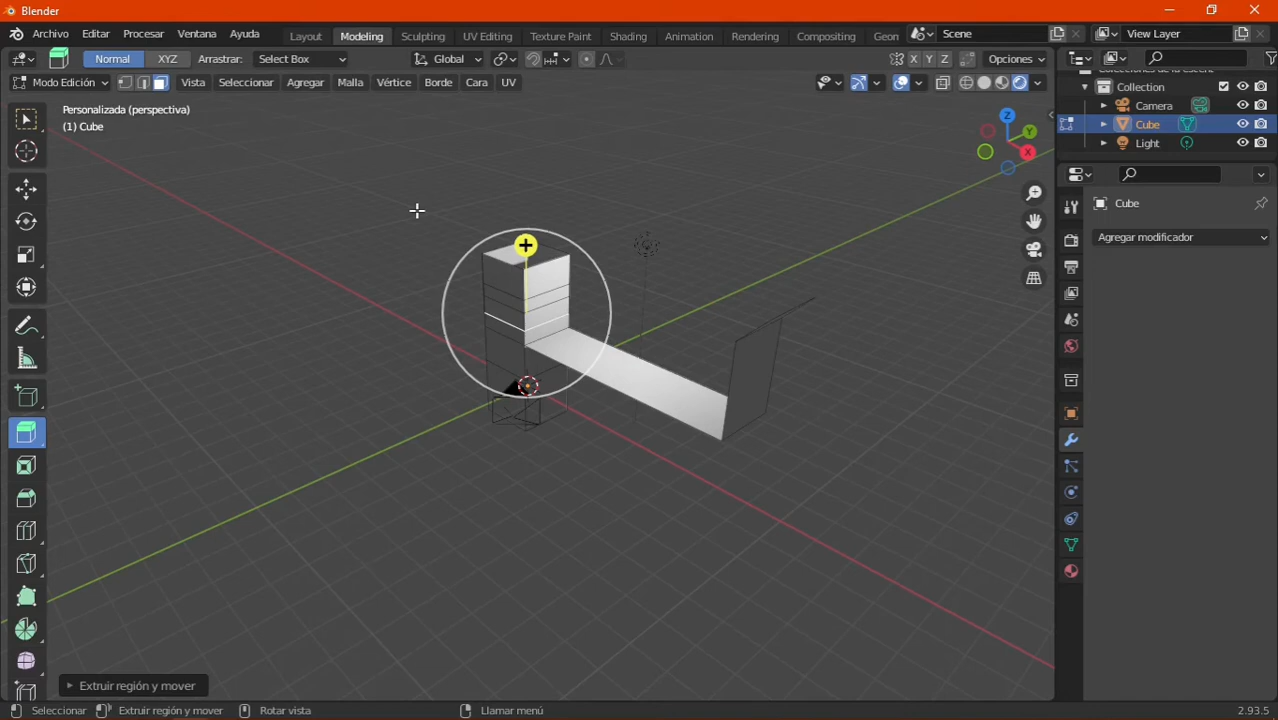 Blender
Archivo Editar Procesar Ventana Ayuda Layout Modeling Sculpting UV Editing Texture Paint Shading Animation Rendering Compositing Geon Scene View Layer
Normal XYZ Arrastrar: Select Box Global X Y Z Opciones
Modo Edición Vista Seleccionar Agregar Malla Vértice Borde Cara UV
Personalizada (perspectiva)
(1) Cube
Z
Y
X
Collection
Camera
Cube
Light
Cube
Agregar modificador
Extruir región y mover
Seleccionar Extruir región y mover Rotar vista Llamar menú 2.93.5